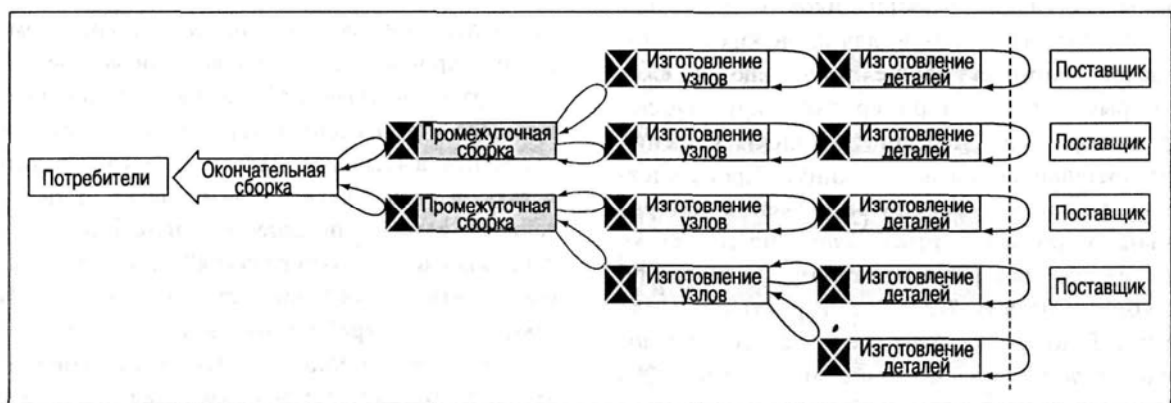 Изготовление
узлов
Изготовление
деталей
Поставщик
Промежуточная
сборка
Изготовление
узлов
Изготовление
деталей
Поставщик
Потребители
Окончательная
сборка
Промежуточная
сборка
Изготовление
узлов
Изготовление
деталей
Поставщик
Изготовление
узлов
Изготовление
деталей
Поставщик
Изготовление
деталей